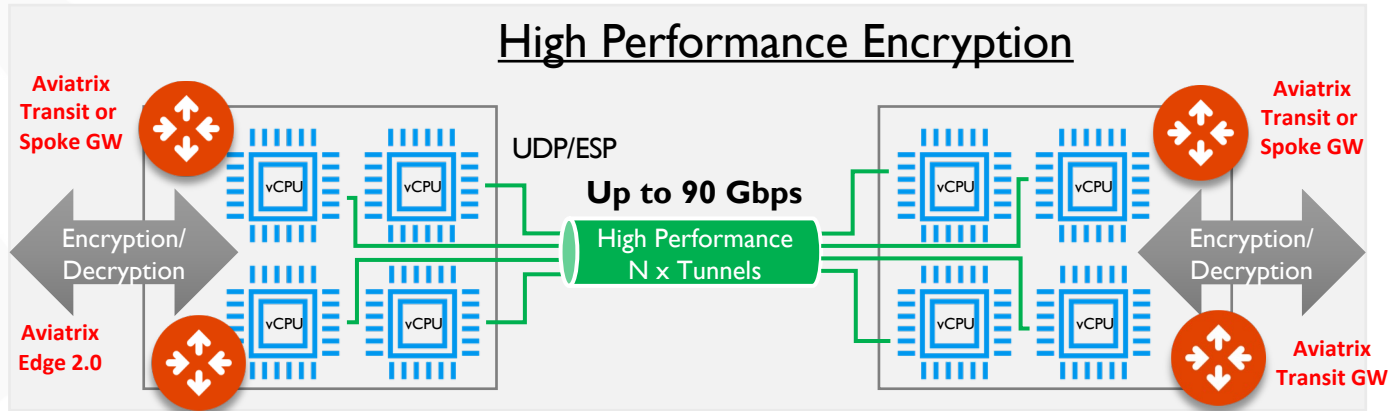 High Performance Encryption
Aviatrix
Transit or
Spoke GW
UDP/ESP
vCPU
vCPU
Encryption/
Decryption
vCPU
vCPU
Aviatrix
Edge 2.0
Up to 90 Gbps
High Performance
N x Tunnels
Aviatrix
Transit or
Spoke GW
vCPU
vCPU
Encryption/
Decryption
vCPU
vCPU
Aviatrix
Transit GW